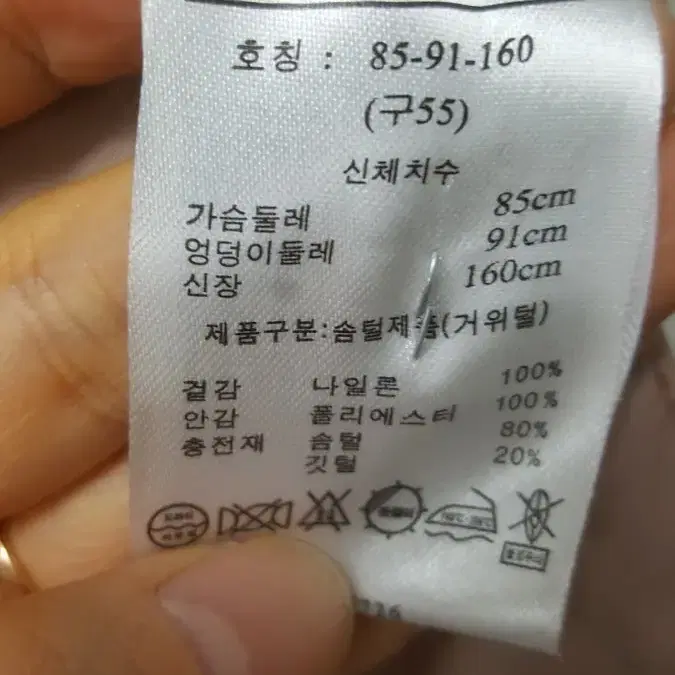 호칭 : 85-91-160
(구55)
신체치수
가슴둘레 85cm
엉덩이둘레 91cm
신장 160cm
제품구분:솜털제품(거위털)
겉감 나일론 100%
안감 폴리에스터 100%
충전재 솜털 80%
깃털 20%
드라이